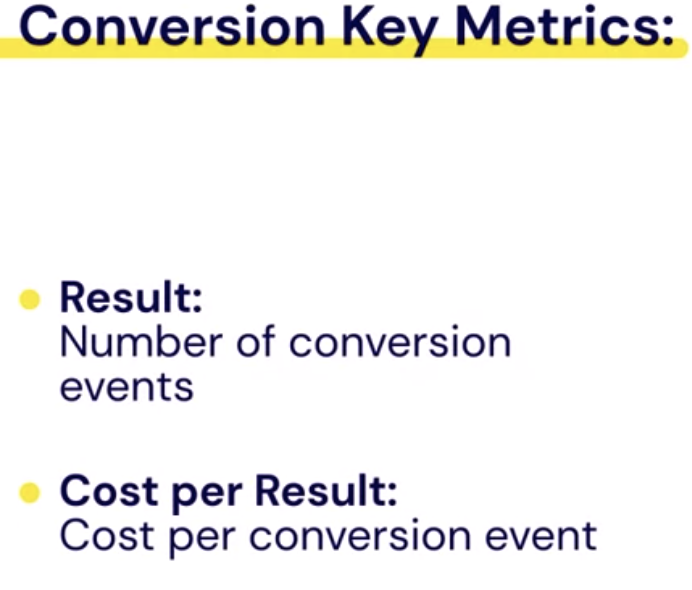 Conversion Key Metrics:
Result:
Number of conversion
events
Cost per Result:
Cost per conversion event